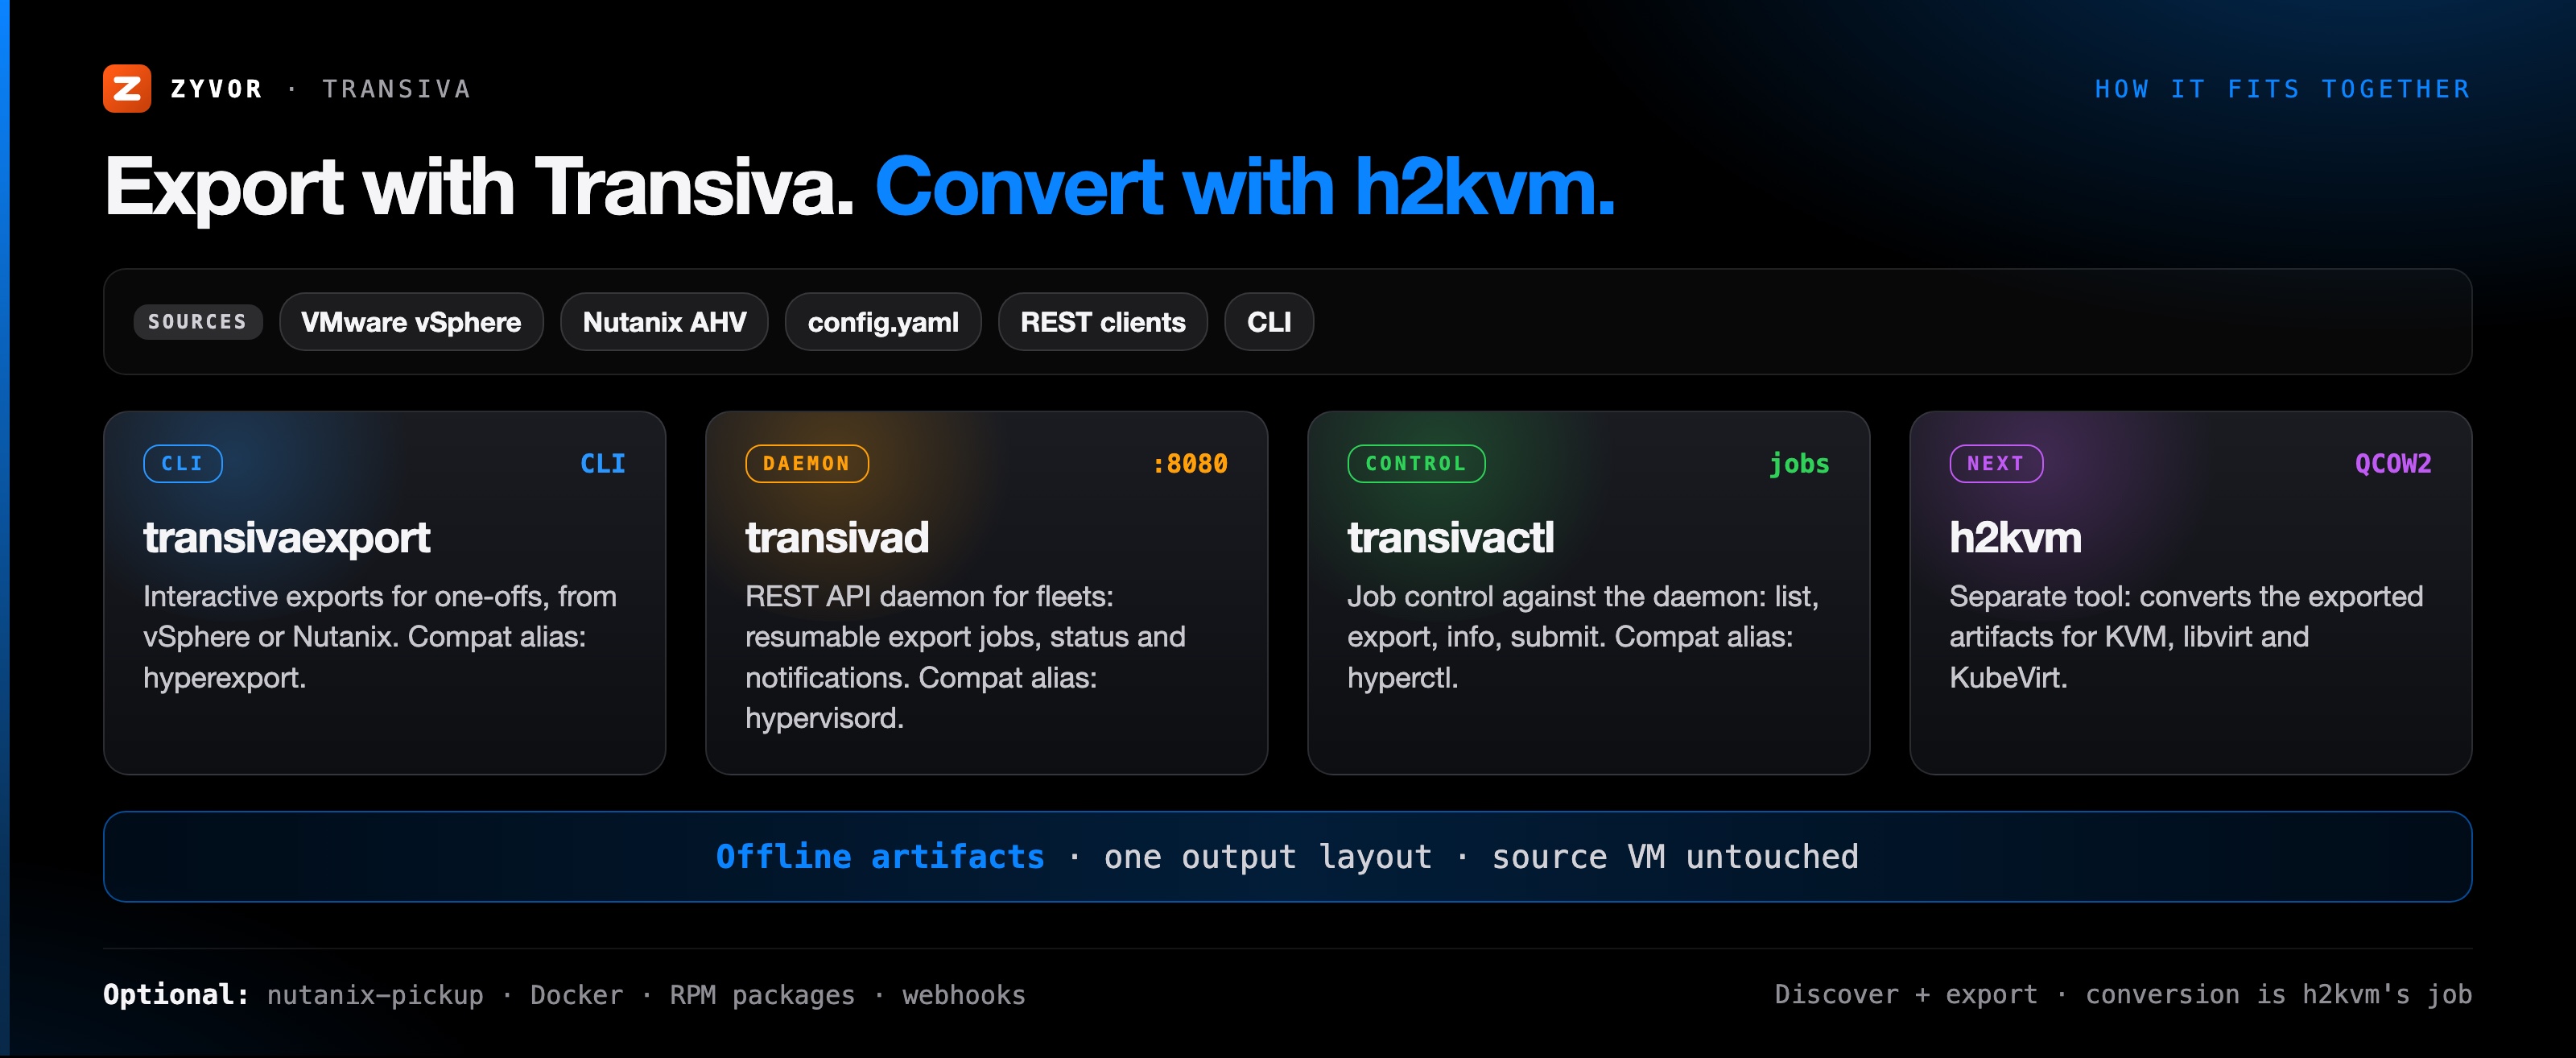 ZYVOR · TRANSIVA
HOW IT FITS TOGETHER
Export with Transiva. Convert with h2kvm.
SOURCES VMware vSphere Nutanix AHV config.yaml REST clients CLI
CLI CLI
transivaexport
Interactive exports for one-offs, from
vSphere or Nutanix. Compat alias:
hyperexport.
DAEMON :8080
transivad
REST API daemon for fleets:
resumable export jobs, status and
notifications. Compat alias:
hypervisord.
CONTROL jobs
transivactl
Job control against the daemon: list,
export, info, submit. Compat alias:
hyperctl.
NEXT QCOW2
h2kvm
Separate tool: converts the exported
artifacts for KVM, libvirt and
KubeVirt.
Offline artifacts · one output layout · source VM untouched
Optional: nutanix-pickup · Docker · RPM packages · webhooks
Discover + export · conversion is h2kvm's job